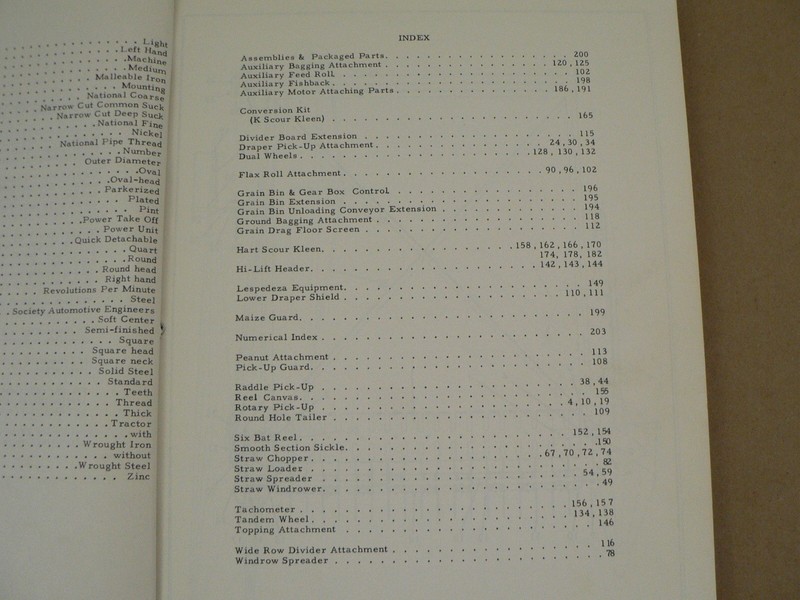 Light
Left Hand
Machine
Medium
Malleable Iron
Mounting
National Coarse
Narrow Cut Common Suck
Narrow Cut Deep Suck
National Fine
Nickel
National Pipe Thread
Number
Outer Diameter
Oval
Oval-head
Parkerized
Plated
Pint
Power Take Off
Power Unit
Quick Detachable
Quart
Round
Round head
Right hand
Revolutions Per Minute
Steel
Society Automotive Engineers
Soft Center
Semi-finished
Square
Square head
Square neck
Solid Steel
Standard
Teeth
Thread
Thick
Tractor
with
Wrought Iron
without
Wrought Steel
Zinc
INDEX
Assemblies & Packaged Parts. . . . . 200
Auxiliary Bagging Attachment . . . . . 120, 125
Auxiliary Feed Roll . . . . . 102
Auxiliary Fishback . . . . . 198
Auxiliary Motor Attaching Parts . . . . . 186, 191
Conversion Kit
(K Scour Kleen) . . . . . 165
Divider Board Extension . . . . . 115
Draper Pick-Up Attachment . . . . . 24, 30, 34
Dual Wheels . . . . . 128, 130, 132
Flax Roll Attachment . . . . . 90, 96, 102
Grain Bin & Gear Box Control . . . . . 196
Grain Bin Extension . . . . . 195
Grain Bin Unloading Conveyor Extension . . . . . 194
Ground Bagging Attachment . . . . . 118
Grain Drag Floor Screen . . . . . 112
Hart Scour Kleen . . . . . 158, 162, 166, 170
174, 178, 182
Hi-Lift Header . . . . . 142, 143, 144
Lespedeza Equipment . . . . . 149
Lower Draper Shield . . . . . 110, 111
Maize Guard . . . . . 199
Numerical Index . . . . . 203
Peanut Attachment . . . . . 113
Pick-Up Guard . . . . . 108
Raddle Pick-Up . . . . . 38, 44
Reel Canvas . . . . . 155
Rotary Pick-Up . . . . . 4, 10, 19
Round Hole Tailer . . . . . 109
Six Bat Reel . . . . . 152, 154
Smooth Section Sickle . . . . . 150
Straw Chopper . . . . . 67, 70, 72, 74
Straw Loader . . . . . 82
Straw Spreader . . . . . 54, 59
Straw Windrower . . . . . 49
Tachometer . . . . . 156, 157
Tandem Wheel . . . . . 134, 138
Topping Attachment . . . . . 146
Wide Row Divider Attachment . . . . . 116
Windrow Spreader . . . . . 78